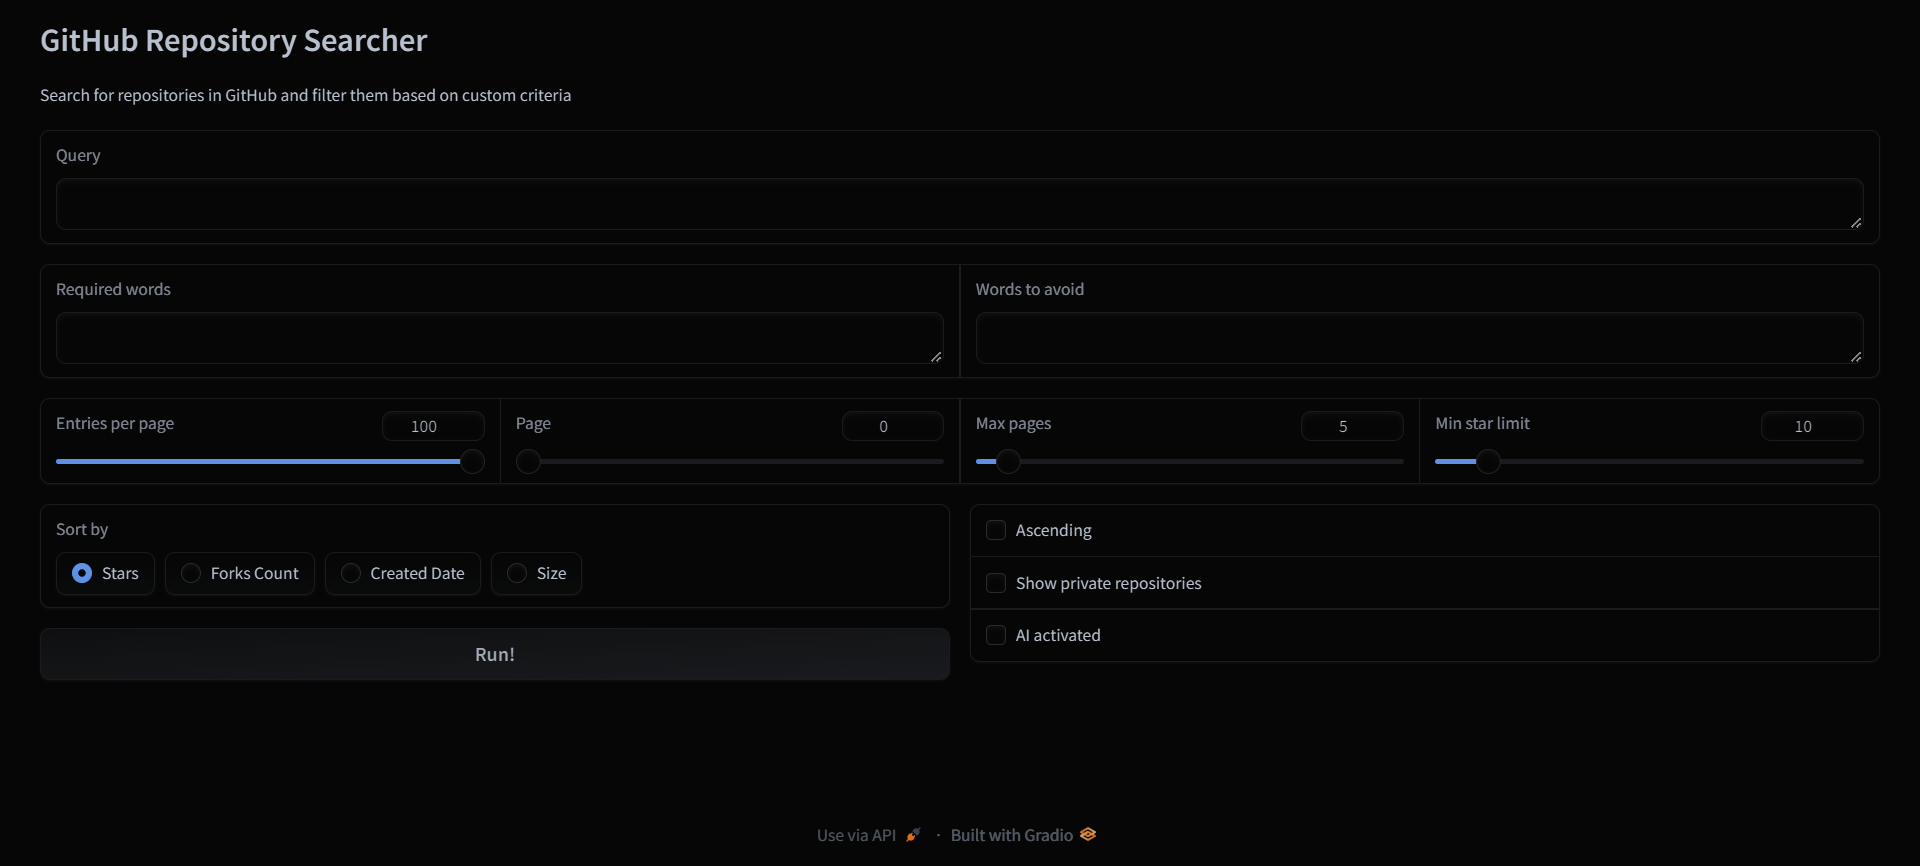 GitHub Repository Searcher
Search for repositories in GitHub and filter them based on custom criteria
Query
Required words
Words to avoid
Entries per page
100
Page
0
Max pages
5
Min star limit
10
Sort by
Stars
Forks Count
Created Date
Size
Ascending
Show private repositories
AI activated
Run!
Use via API · Built with Gradio